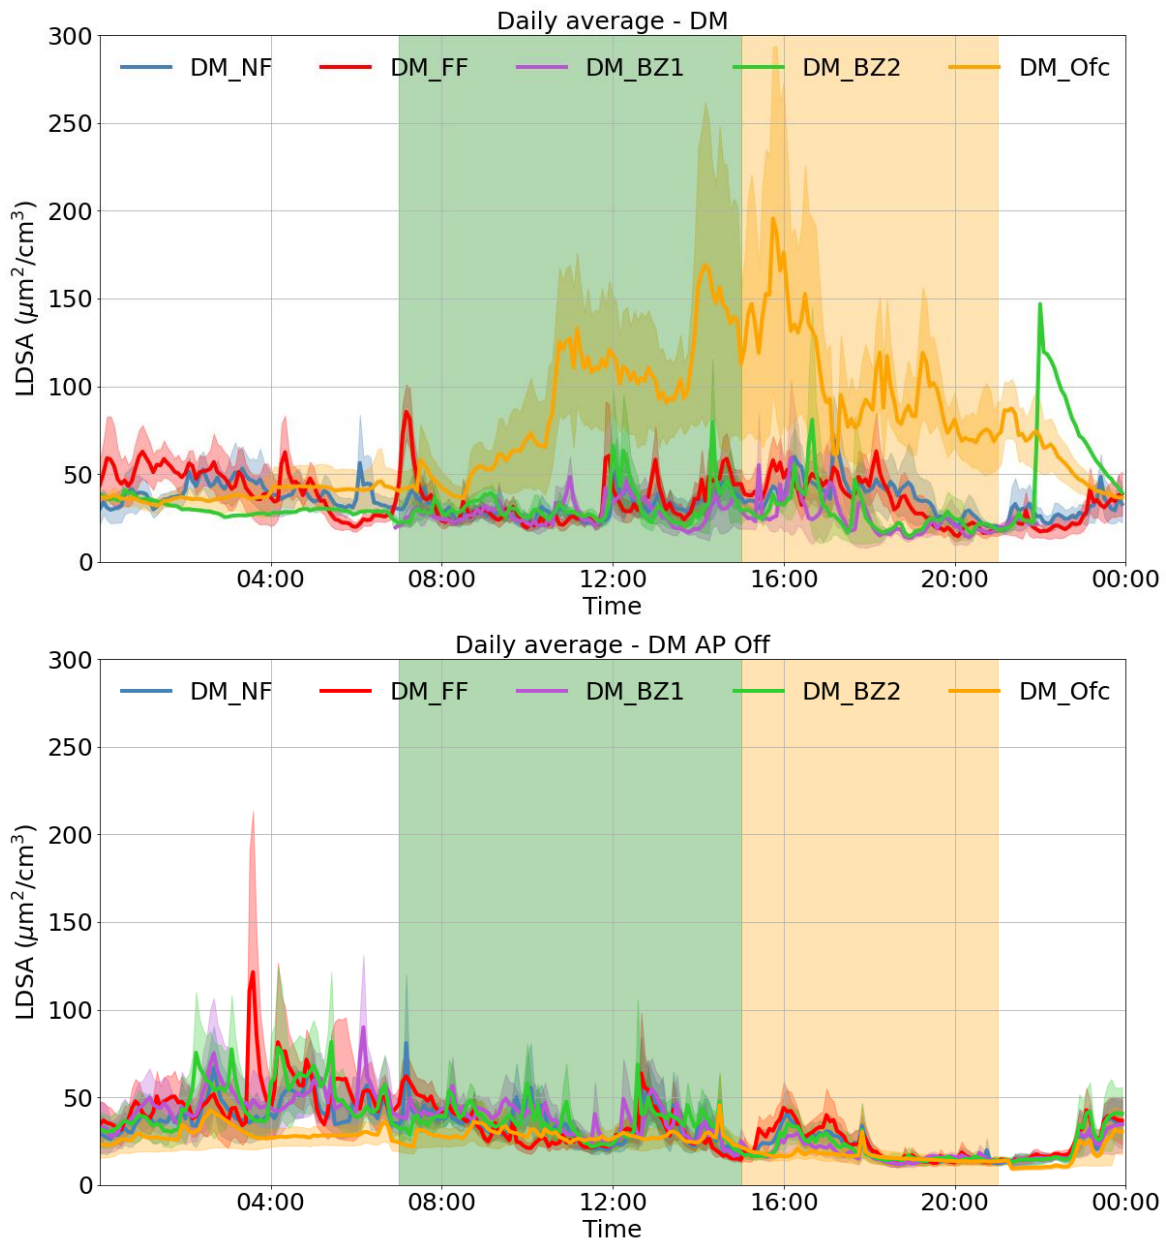 Daily average - DM
DM_NF DM_FF DM_BZ1 DM_BZ2 DM_Ofc
300
250
200
150
100
50
0
LDSA (μm²/cm³)
04:00 08:00 12:00 16:00 20:00 00:00
Time
Daily average - DM AP Off
DM_NF DM_FF DM_BZ1 DM_BZ2 DM_Ofc
300
250
200
150
100
50
0
LDSA (μm²/cm³)
04:00 08:00 12:00 16:00 20:00 00:00
Time